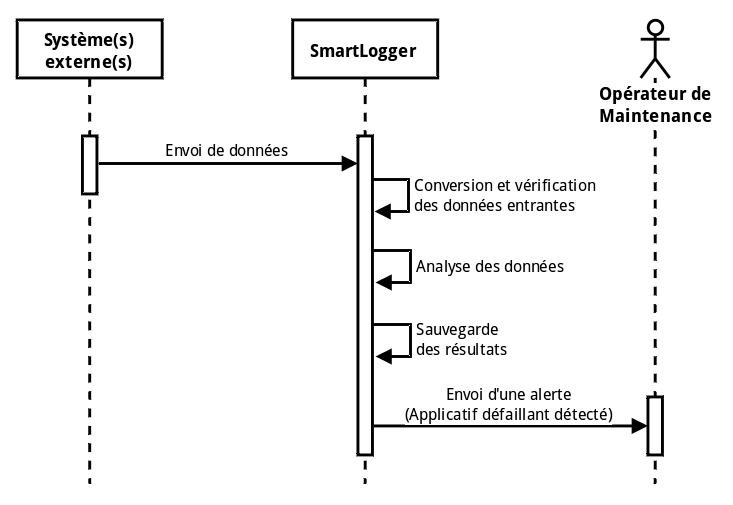 Système(s)
externe(s)
SmartLogger
Opérateur de
Maintenance
Envoi de données
Conversion et vérification
des données entrantes
Analyse des données
Sauvegarde
des résultats
Envoi d'une alerte
(Applicatif défaillant détecté)